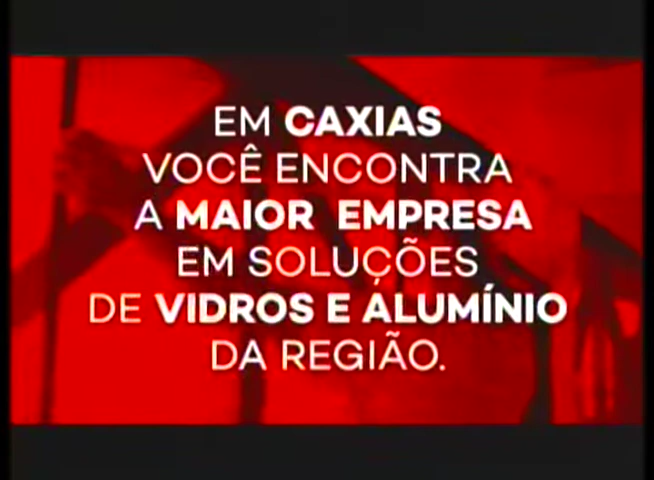 EM CAXIAS
VOCÊ ENCONTRA
A MAIOR EMPRESA
EM SOLUÇÕES
DE VIDROS E ALUMÍNIO
DA REGIÃO.